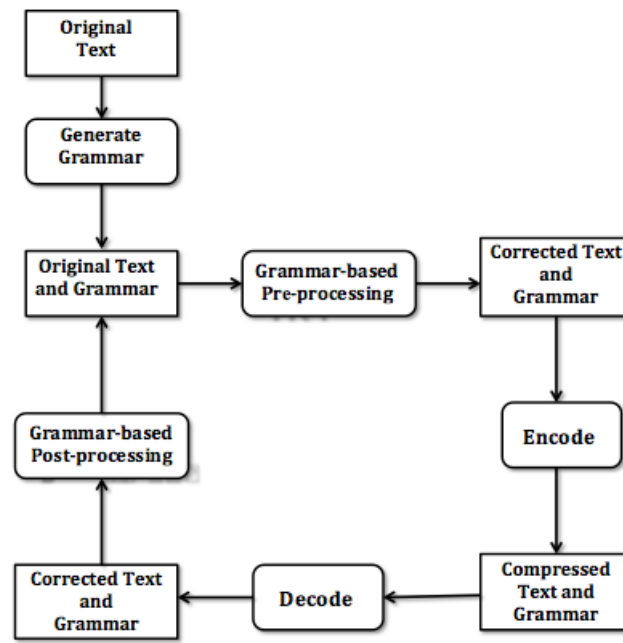 Original
Text
Generate
Grammar
Original Text
and Grammar
Grammar-based
Pre-processing
Corrected Text
and
Grammar
Encode
Compressed
Text and
Grammar
Decode
Corrected Text
and
Grammar
Grammar-based
Post-processing